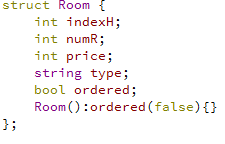 struct Room {
    int indexH;
    int numR;
    int price;
    string type;
    bool ordered;
    Room():ordered(false){}
};